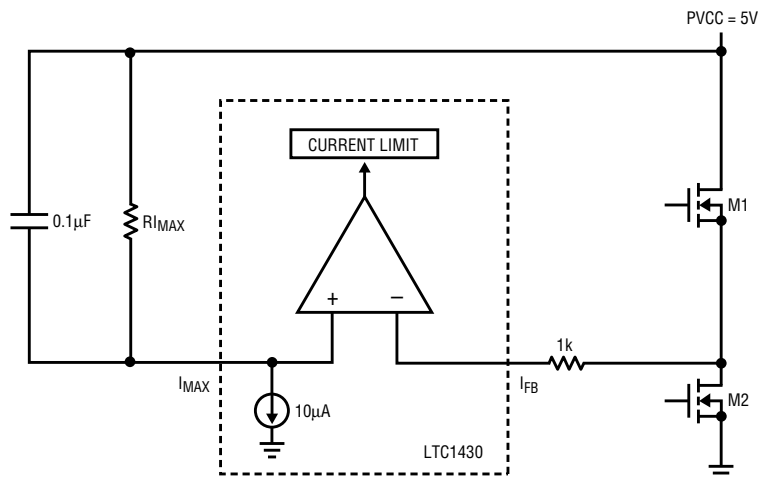 PVCC = 5V
CURRENT LIMIT
0.1µF
RIMAX
M1
+ −
1k
IMAX
IFB
10µA
M2
LTC1430